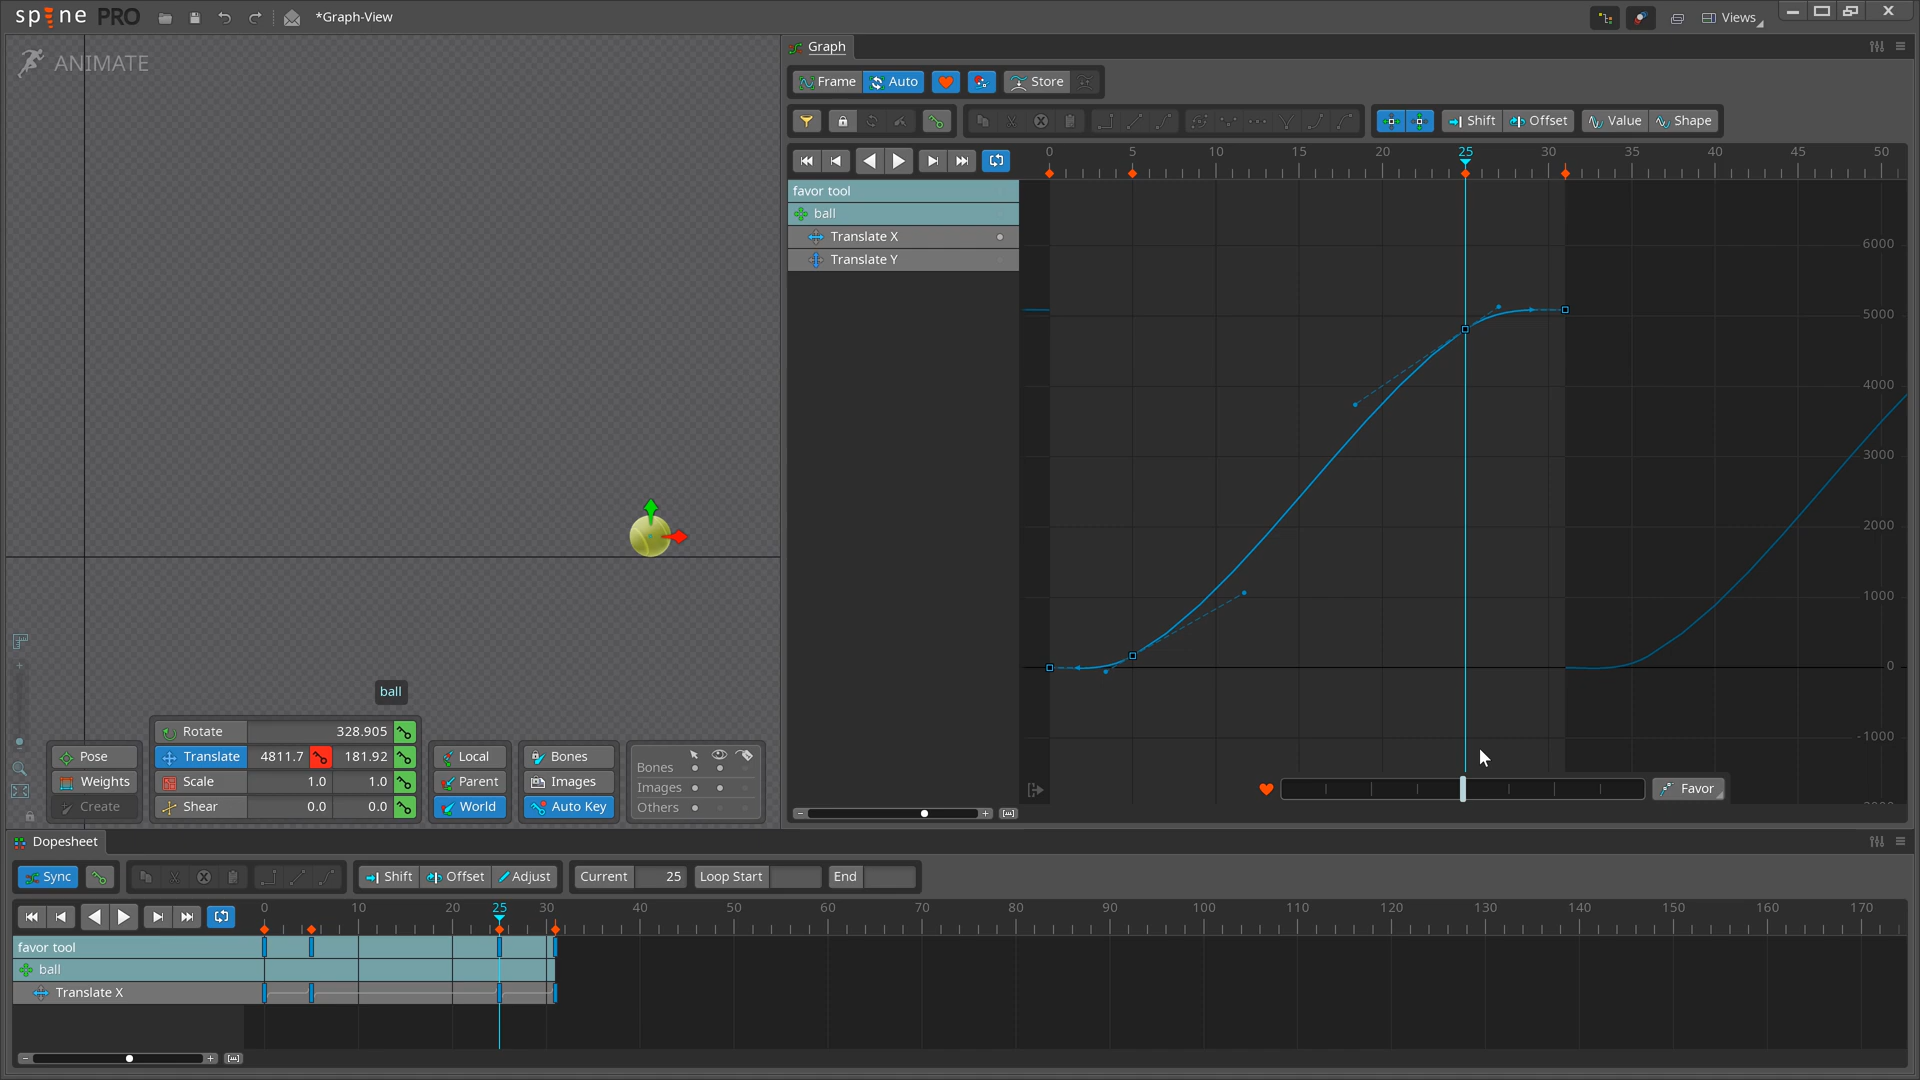 spine PRO
*Graph-View
Views
ANIMATE
Graph
Frame Auto Store
Shift Offset Value Shape
0 5 10 15 20 25 30 35 40 45 50
favor tool
ball
Translate X
Translate Y
6000
5000
4000
3000
2000
1000
0
-1000
ball
Rotate 328.905
Pose Translate 4811.7 181.92 Local Bones
Weights Scale 1.0 1.0 Parent Images
Create Shear 0.0 0.0 World Auto Key
Bones
Images
Others
Favor
Dopesheet
Sync Shift Offset Adjust Current 25 Loop Start End
0 10 20 25 30 40 50 60 70 80 90 100 110 120 130 140 150 160 170
favor tool
ball
Translate X